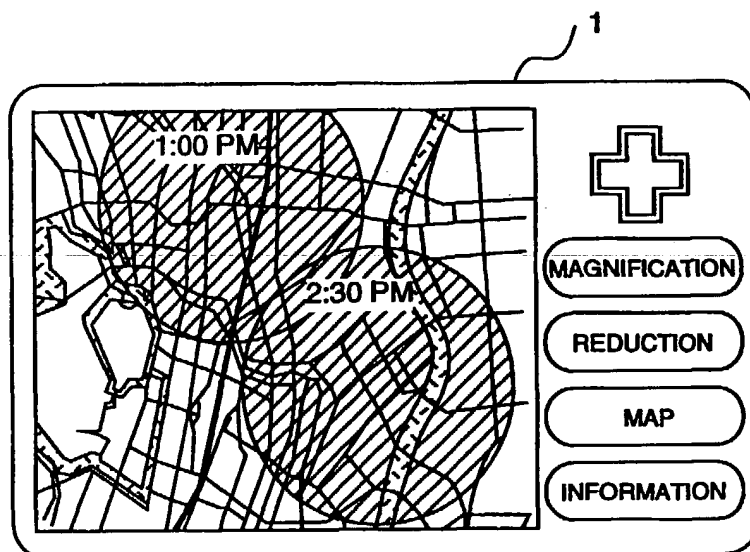 1
1:00 PM
2:30 PM
MAGNIFICATION
REDUCTION
MAP
INFORMATION